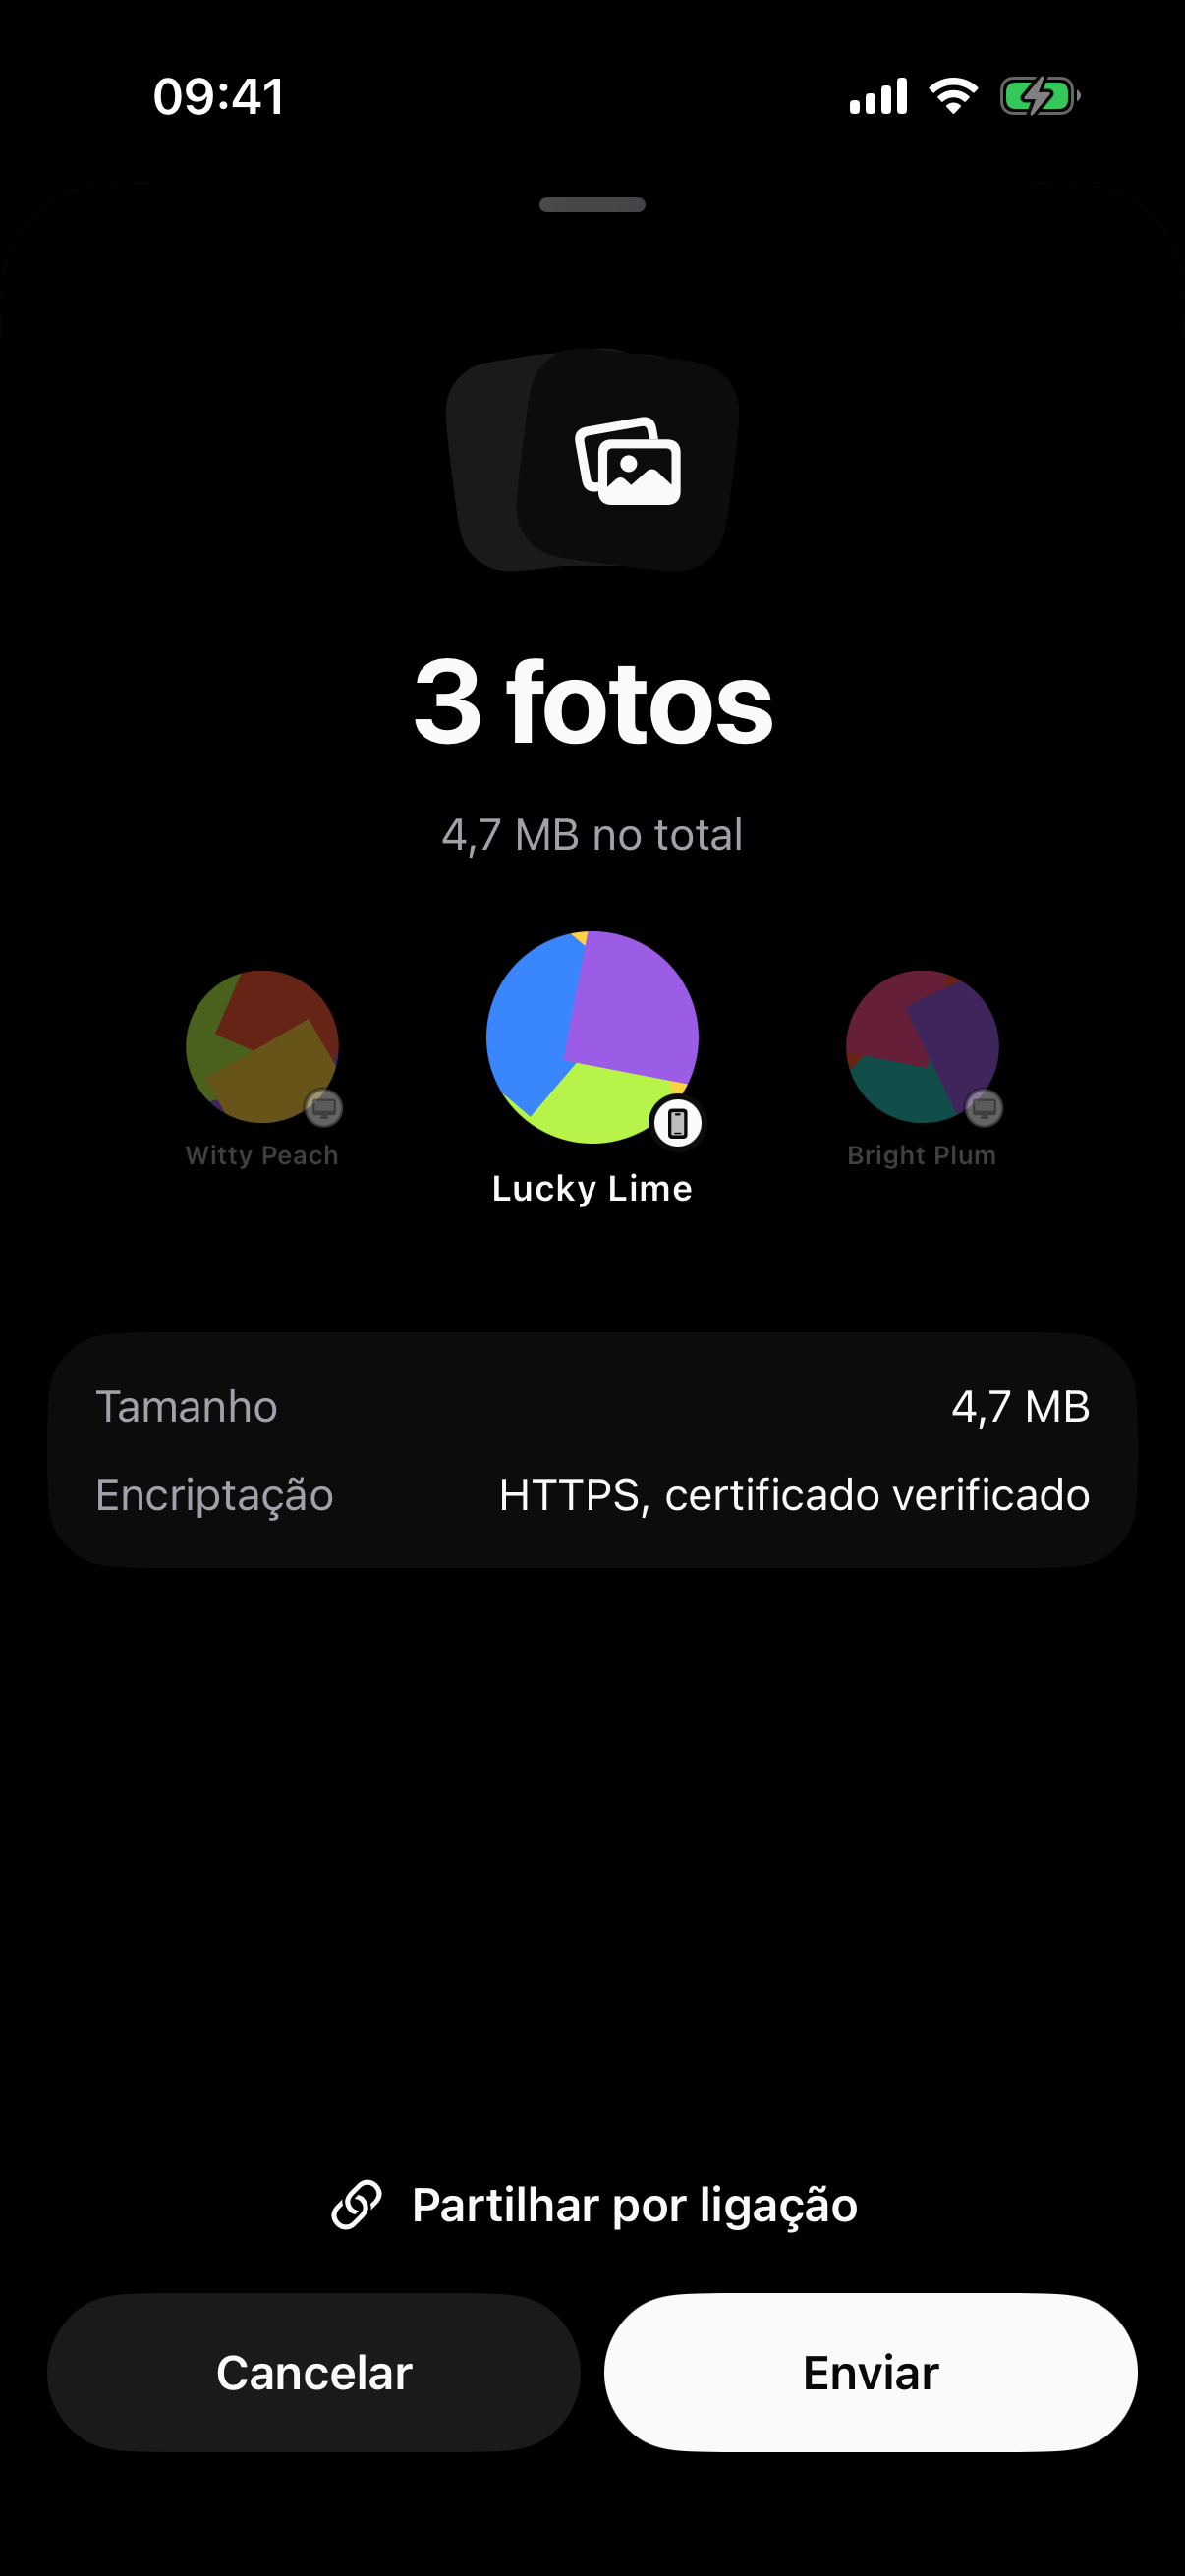 09:41
3 fotos
4,7 MB no total
Witty Peach
Lucky Lime
Bright Plum
Tamanho 4,7 MB
Encriptação HTTPS, certificado verificado
Partilhar por ligação
Cancelar
Enviar